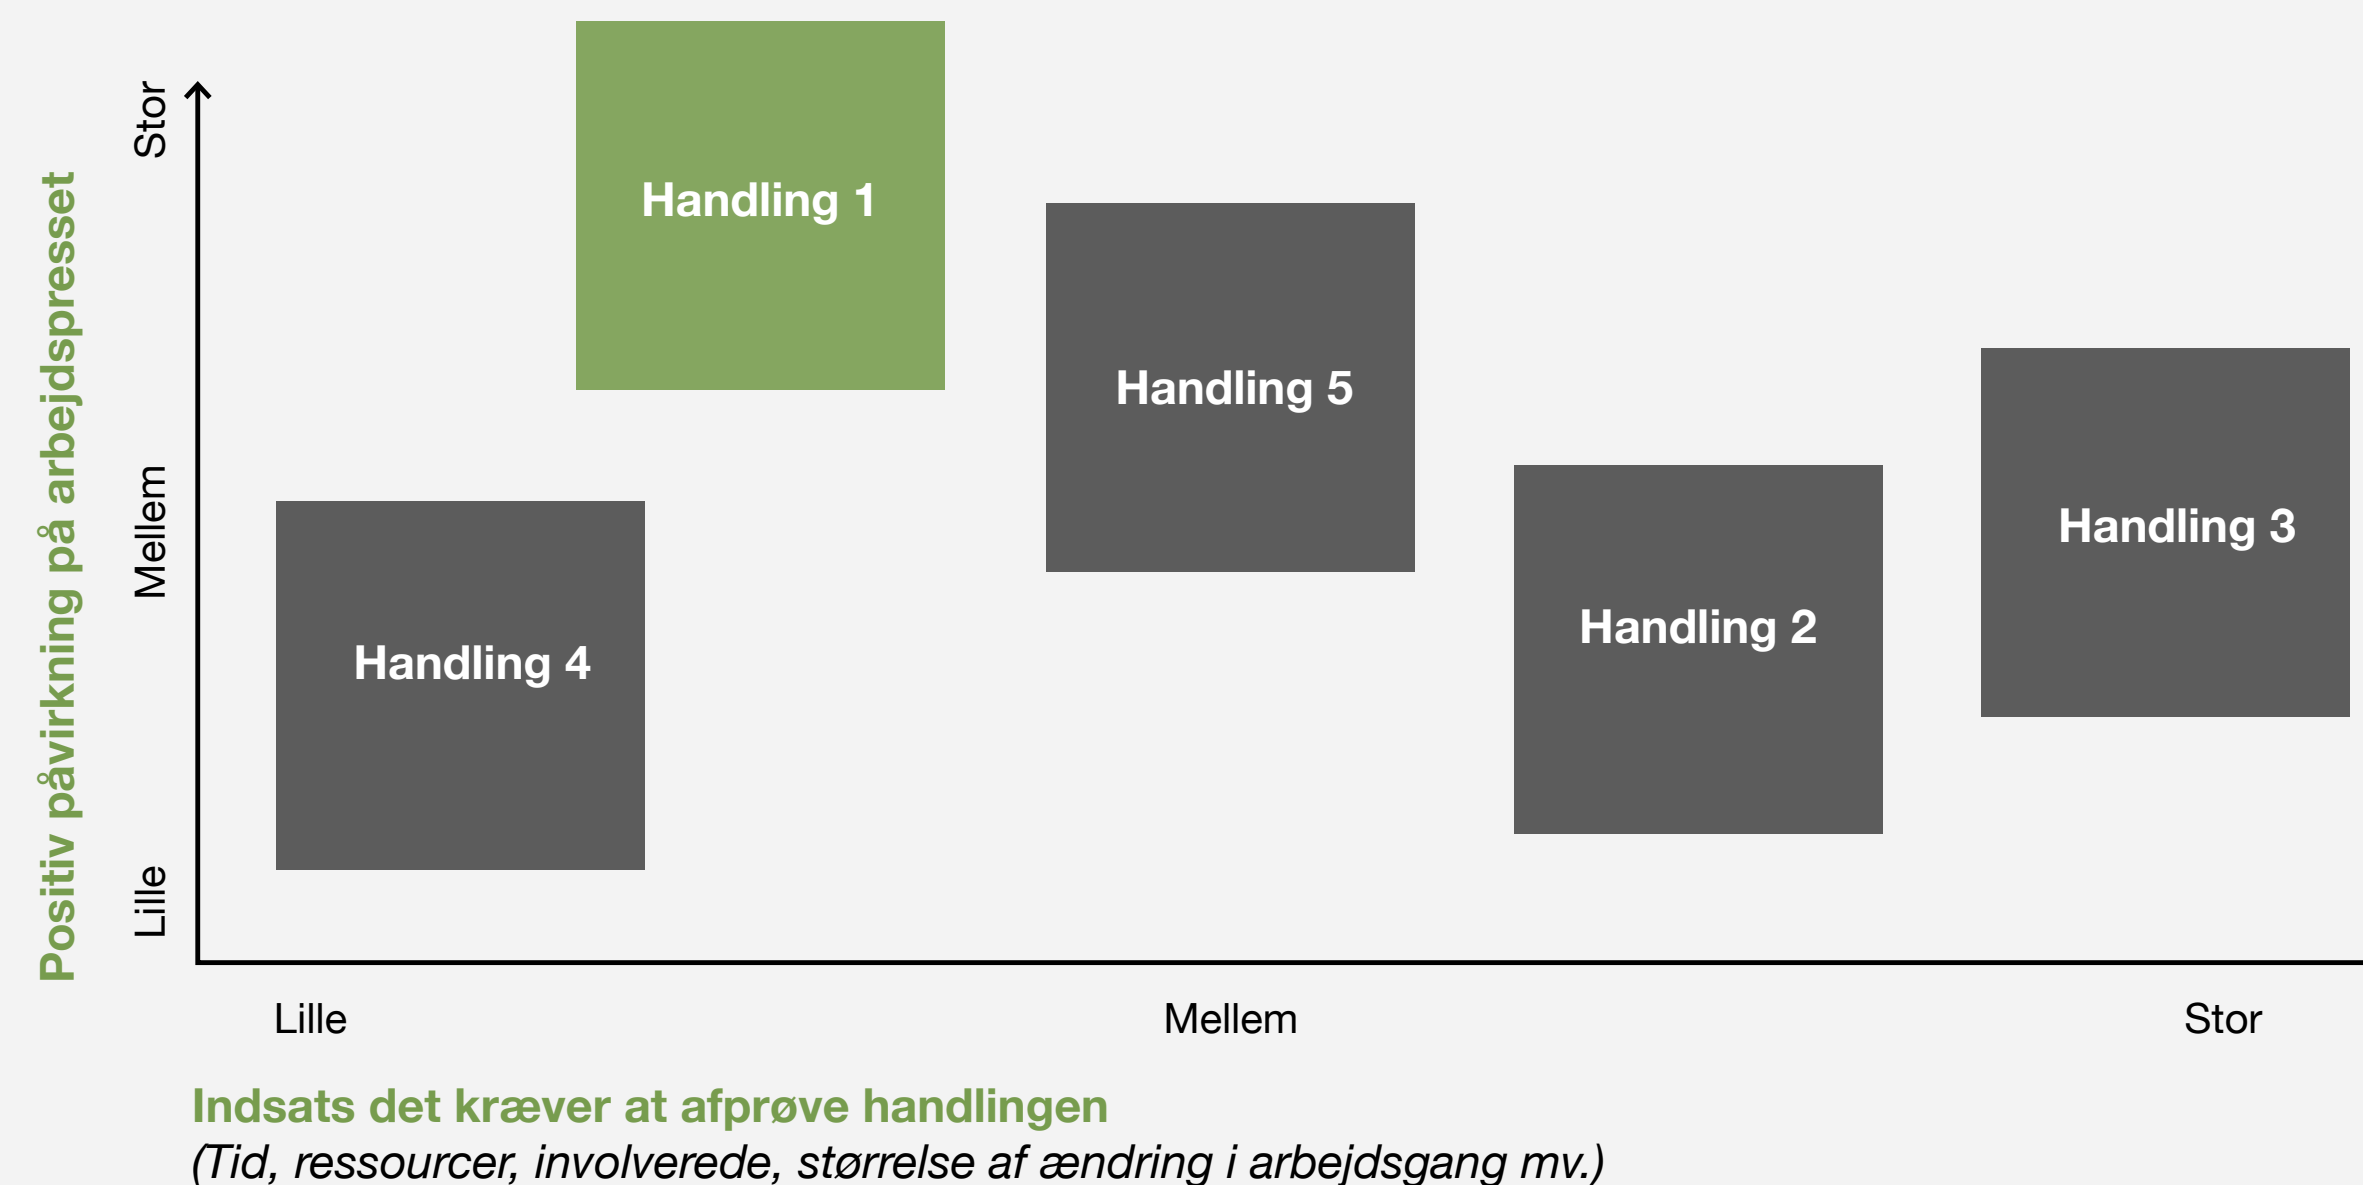 Positiv påvirkning på arbejdspresset
Stor
Mellem
Lille
Handling 1
Handling 5
Handling 3
Handling 2
Handling 4
Lille
Mellem
Stor
Indsats det kræver at afprøve handlingen
(Tid, ressourcer, involverede, størrelse af ændring i arbejdsgang mv.)